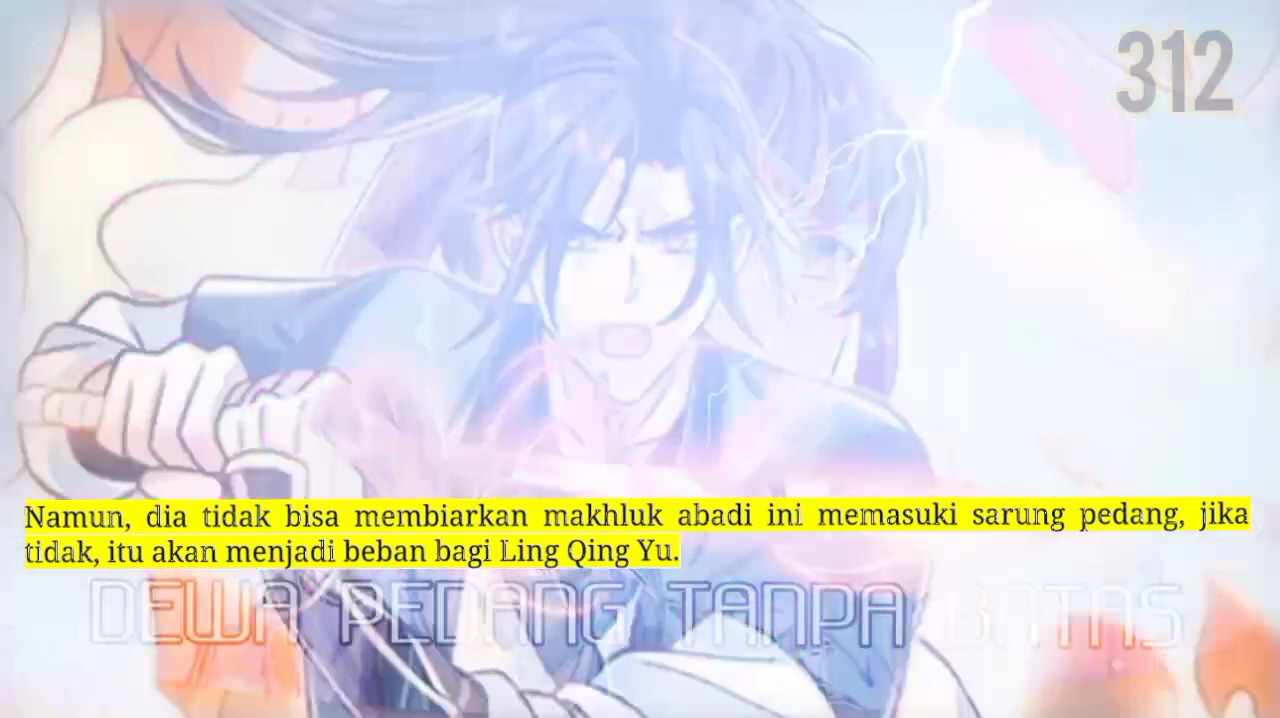 312
Namun, dia tidak bisa membiarkan makhluk abadi ini memasuki sarung pedang, jika
tidak, itu akan menjadi beban bagi Ling Qing Yu.
DEWA PEDANG TANPA BATAS